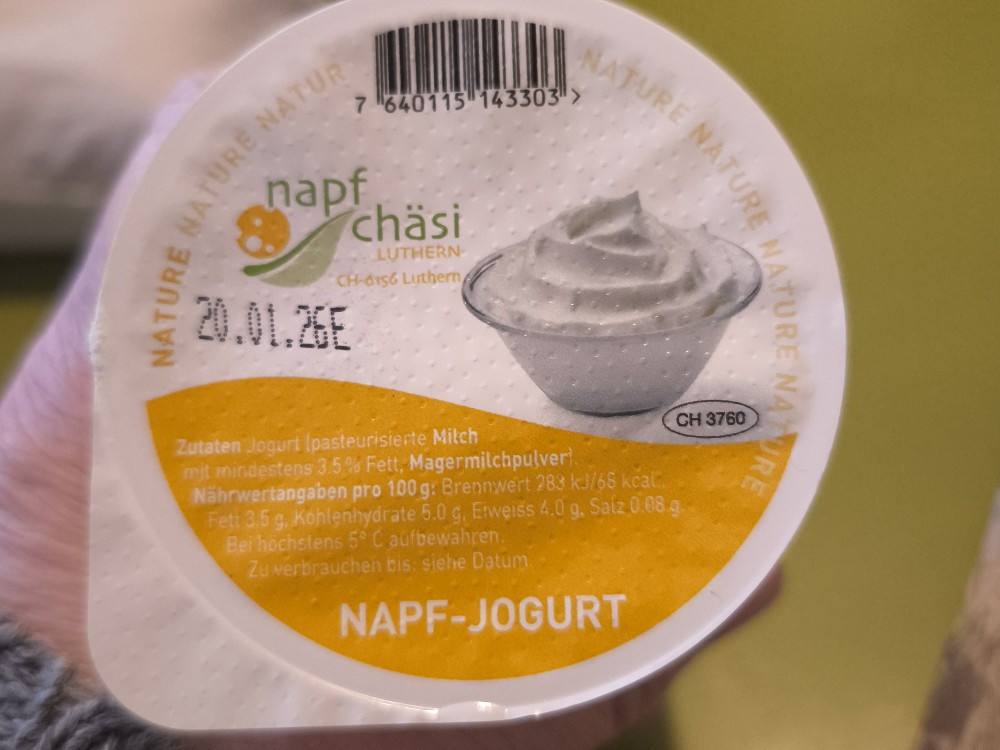 7 640115 143303 >
NATURE NATURE NATUR
NATURE NATURE NATURE NATURE
napf
chäsi
LUTHERN
CH-6156 Luthern
20.01.26E
CH 3760
Zutaten Jogurt (pasteurisierte Milch
mit mindestens 3.5 % Fett, Magermilchpulver).
Nährwertangaben pro 100 g: Brennwert 283 kJ/68 kcal,
Fett 3.5 g, Kohlenhydrate 5.0 g, Eiweiss 4.0 g, Salz 0.08 g.
Bei höchstens 5° C aufbewahren.
Zu verbrauchen bis: siehe Datum.
NAPF-JOGURT